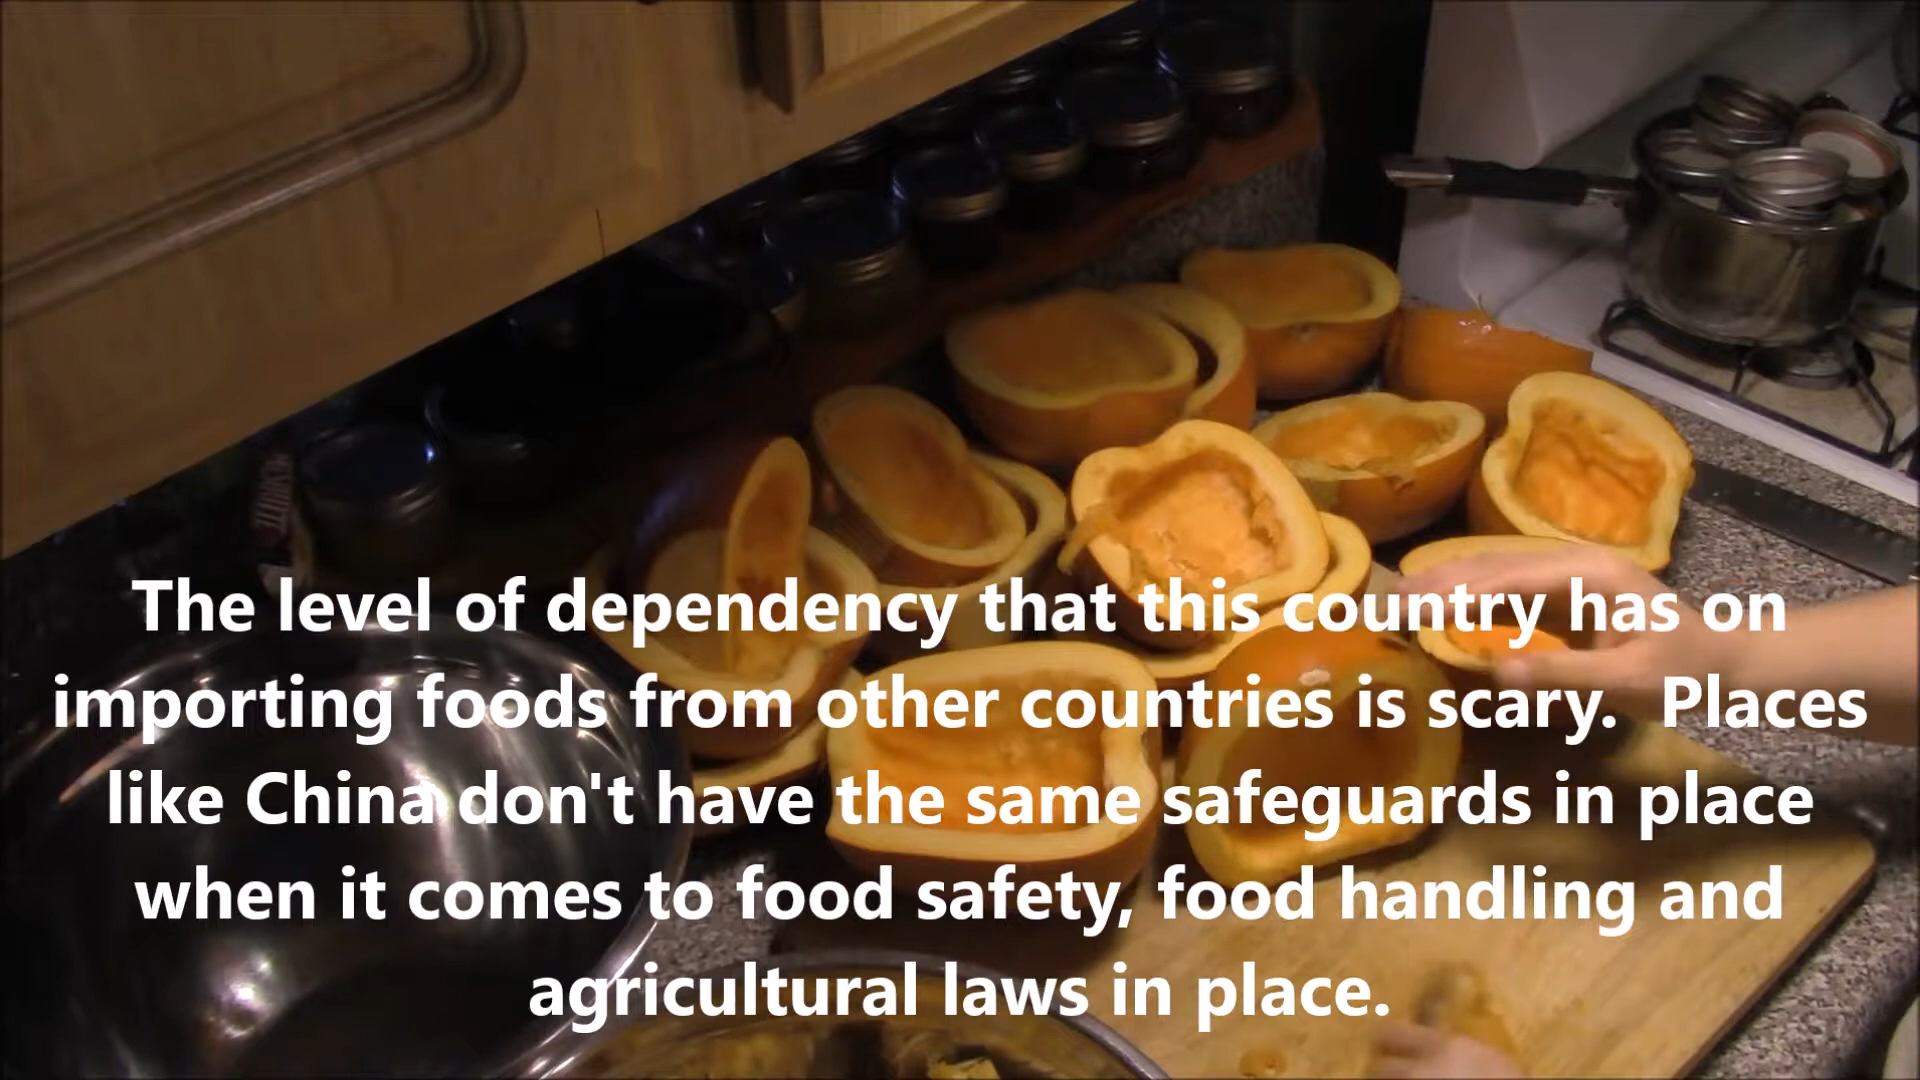 The level of dependency that this country has on
importing foods from other countries is scary.  Places
like China don't have the same safeguards in place
when it comes to food safety, food handling and
agricultural laws in place.